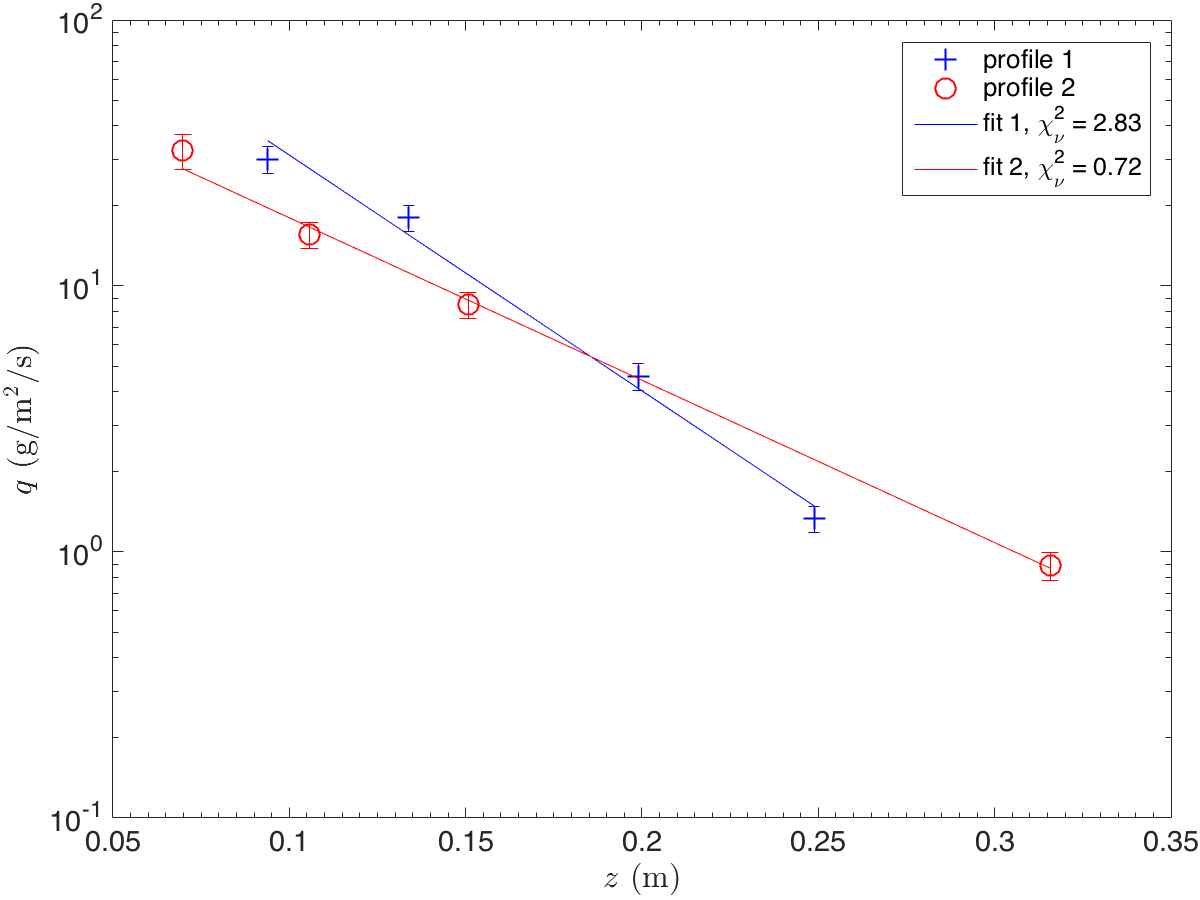 10^2
10^1
10^0
10^-1
q (g/m^2/s)
profile 1
profile 2
fit 1, χ_ν^2 = 2.83
fit 2, χ_ν^2 = 0.72
0.05 0.1 0.15 0.2 0.25 0.3 0.35
z (m)